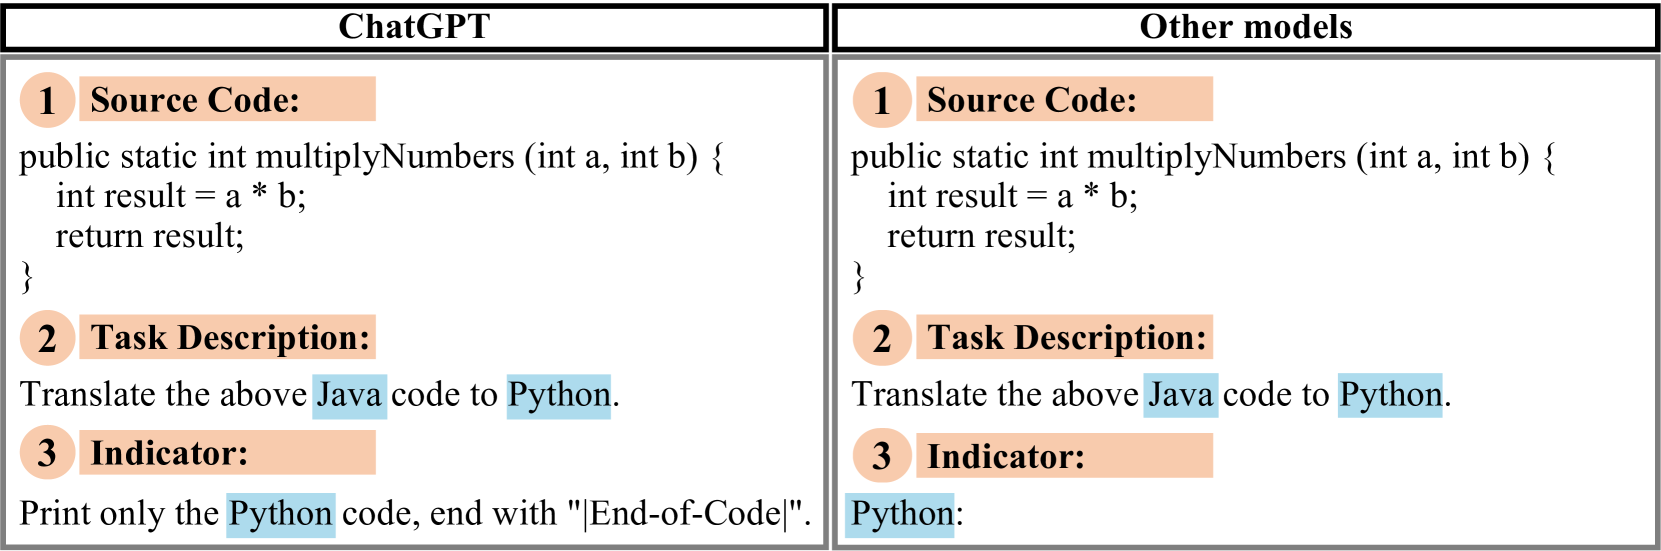 ChatGPT
1 Source Code:
public static int multiplyNumbers (int a, int b) {
int result = a * b;
return result;
}
2 Task Description:
Translate the above Java code to Python.
3 Indicator:
Print only the Python code, end with "|End-of-Code|".
Other models
1 Source Code:
public static int multiplyNumbers (int a, int b) {
int result = a * b;
return result;
}
2 Task Description:
Translate the above Java code to Python.
3 Indicator:
Python: